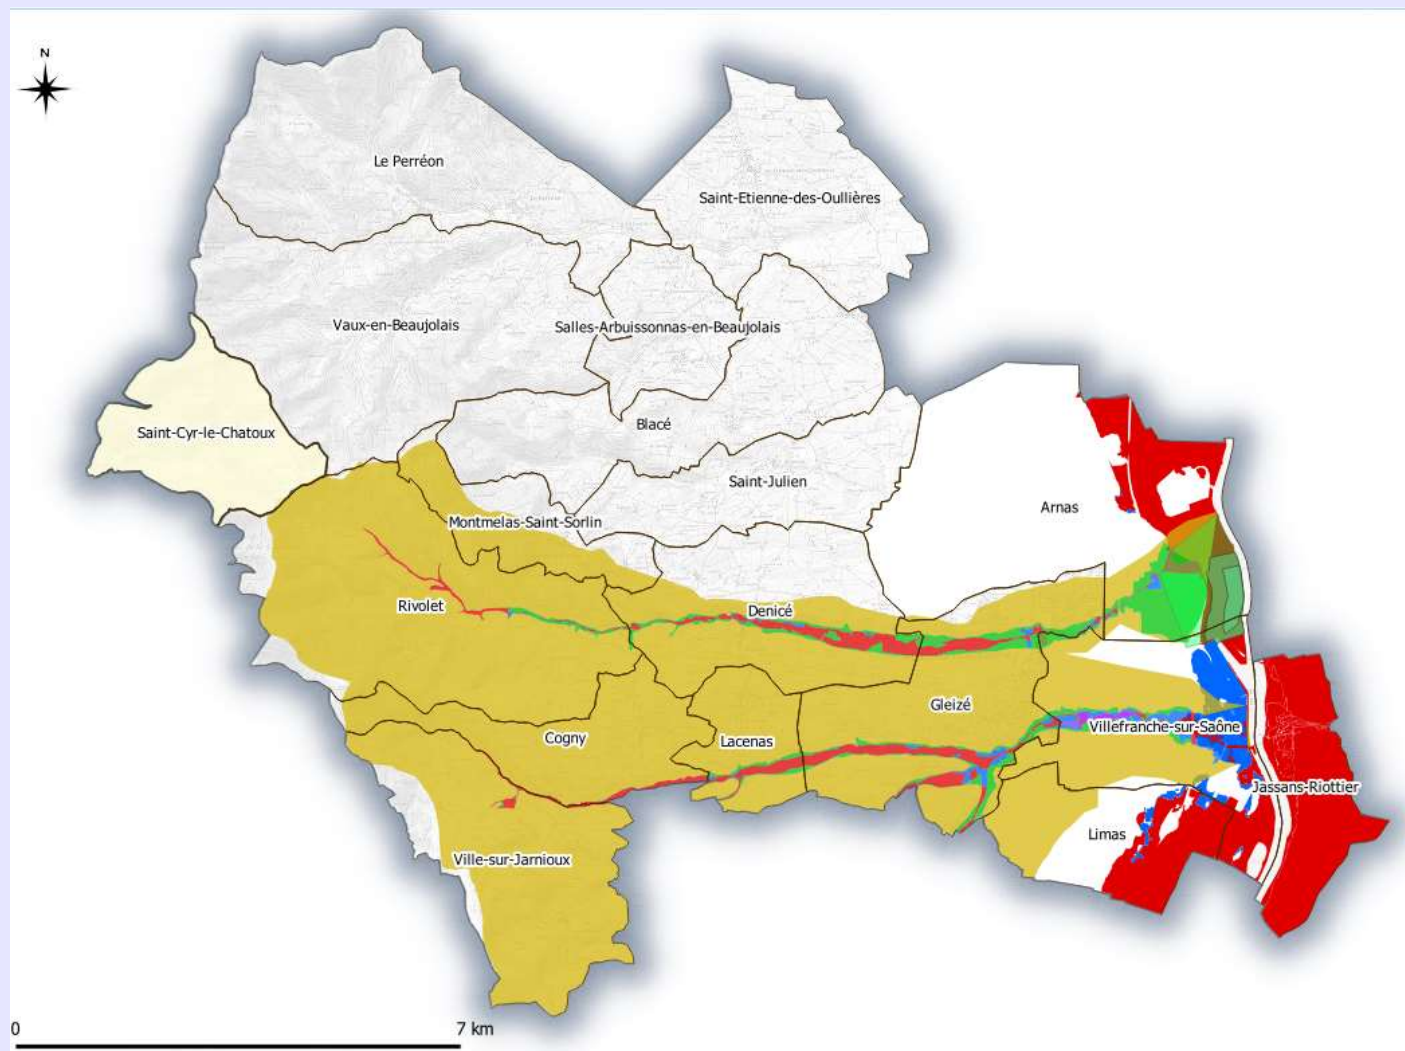 N
Le Perréon
Saint-Etienne-des-Oullières
Vaux-en-Beaujolais
Salles-Arbuissonnas-en-Beaujolais
Saint-Cyr-le-Chatoux
Blacé
Saint-Julien
Arnas
Montmelas-Saint-Sorlin
Rivolet
Denicé
Gleizé
Villefranche-sur-Saône
Cogny
Lacenas
Jassans-Riottier
Limas
Ville-sur-Jarnioux
0 7 km